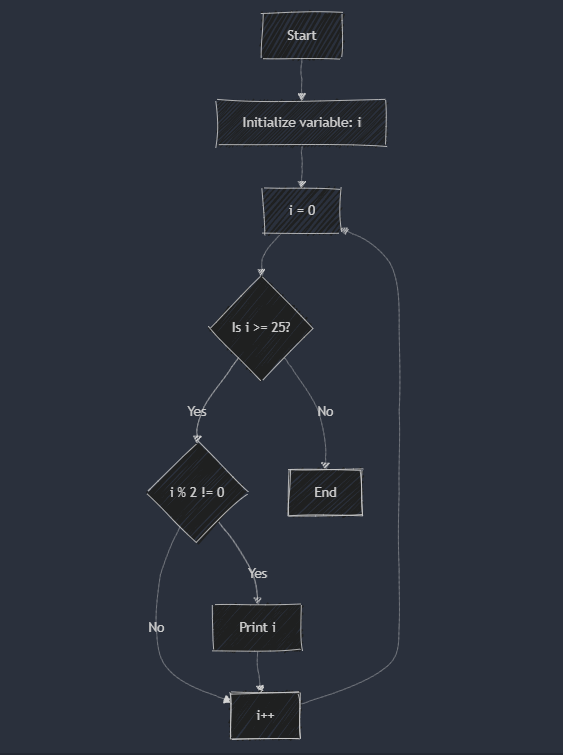 Start
Initialize variable: i
i = 0
Is i >= 25?
Yes
No
i % 2 != 0
End
Yes
No
Print i
i++